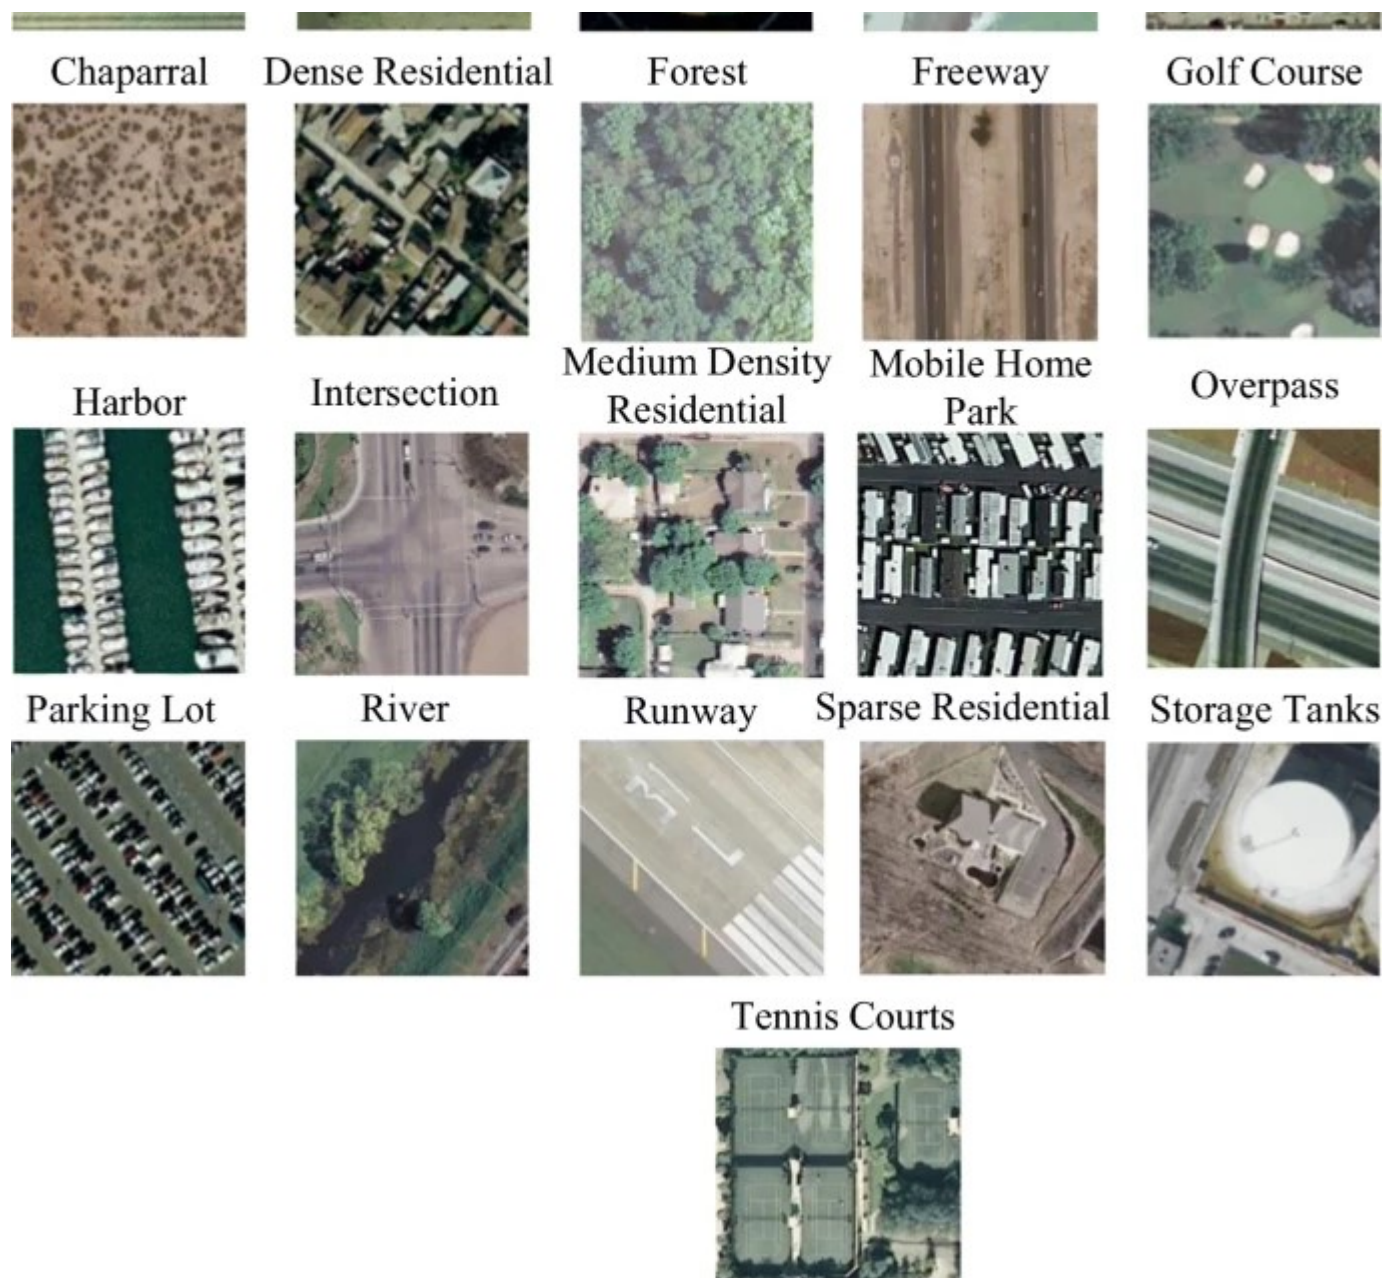 Chaparral
Dense Residential
Forest
Freeway
Golf Course
Harbor
Intersection
Medium Density
Residential
Mobile Home
Park
Overpass
Parking Lot
River
Runway
Sparse Residential
Storage Tanks
Tennis Courts